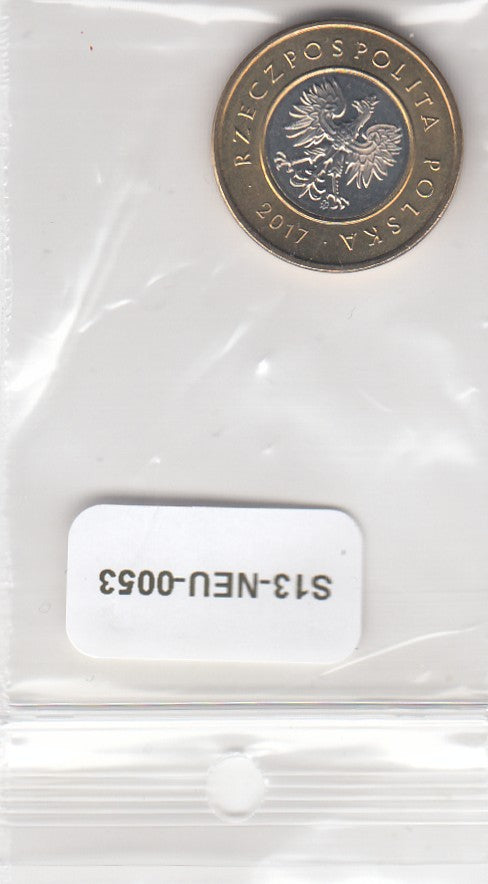 RZECZPOSPOLITA POLSKA
· 2017 ·
S13-NEU-0053